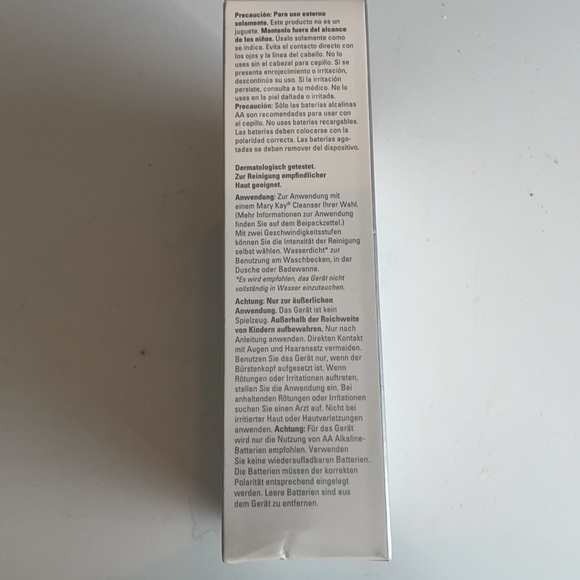 Precaución: Para uso externo
solamente. Este producto no es un
juguete. Mantenlo fuera del alcance
de los niños. Úsalo solamente como
se indica. Evita el contacto directo con
los ojos y la línea del cabello. No lo
uses sin el cabezal para cepillo. Si se
presenta enrojecimiento o irritación,
descontinúa su uso. Si la irritación
persiste, consulta a tu médico. No lo
uses en la piel dañada o irritada.
Precaución: Sólo las baterías alcalinas
AA son recomendadas para usar con
el cepillo. No uses baterías recargables.
Las baterías deben colocarse con la
polaridad correcta. Las baterías ago-
tadas se deben remover del dispositivo.
Dermatologisch getestet.
Zur Reinigung empfindlicher
Haut geeignet.
Anwendung: Zur Anwendung mit
einem Mary Kay® Cleanser Ihrer Wahl.
(Mehr Informationen zur Anwendung
finden Sie auf dem Beipackzettel.)
Mit zwei Geschwindigkeitsstufen
können Sie die Intensität der Reinigung
selbst wählen. Wasserdicht* zur
Benutzung am Waschbecken, in der
Dusche oder Badewanne.
*Es wird empfohlen, das Gerät nicht
vollständig in Wasser einzutauchen.
Achtung: Nur zur äußerlichen
Anwendung. Das Gerät ist kein
Spielzeug. Außerhalb der Reichweite
von Kindern aufbewahren. Nur nach
Anleitung anwenden. Direkten Kontakt
mit Augen und Haaransatz vermeiden.
Benutzen Sie das Gerät nur, wenn der
Bürstenkopf aufgesetzt ist. Wenn
Rötungen oder Irritationen auftreten,
stellen Sie die Anwendung ein. Bei
anhaltenden Rötungen oder Irritationen
suchen Sie einen Arzt auf. Nicht bei
irritierter Haut oder Hautverletzungen
anwenden. Achtung: Für das Gerät
wird nur die Nutzung von AA Alkaline-
Batterien empfohlen. Verwenden
Sie keine wiederaufladbaren Batterien.
Die Batterien müssen der korrekten
Polarität entsprechend eingelegt
werden. Leere Batterien sind aus
dem Gerät zu entfernen.